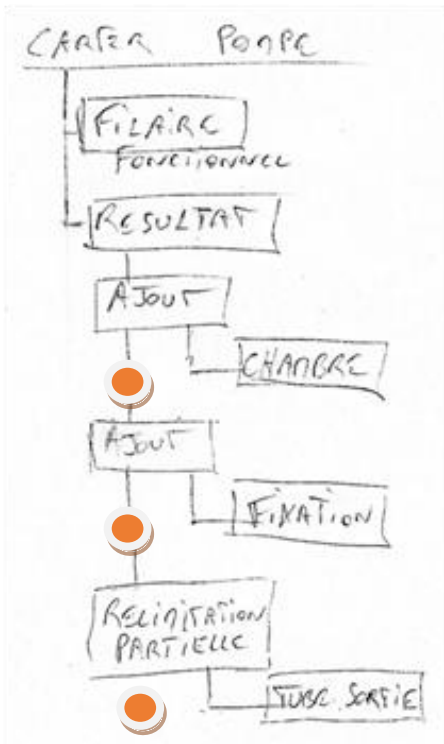 CARTER POMPE
FILAIRE
FONCTIONNEL
RESULTAT
AJOUT
CHAMBRE
AJOUT
FIXATION
RELIMITATION
PARTIELLE
TUBE SORTIE